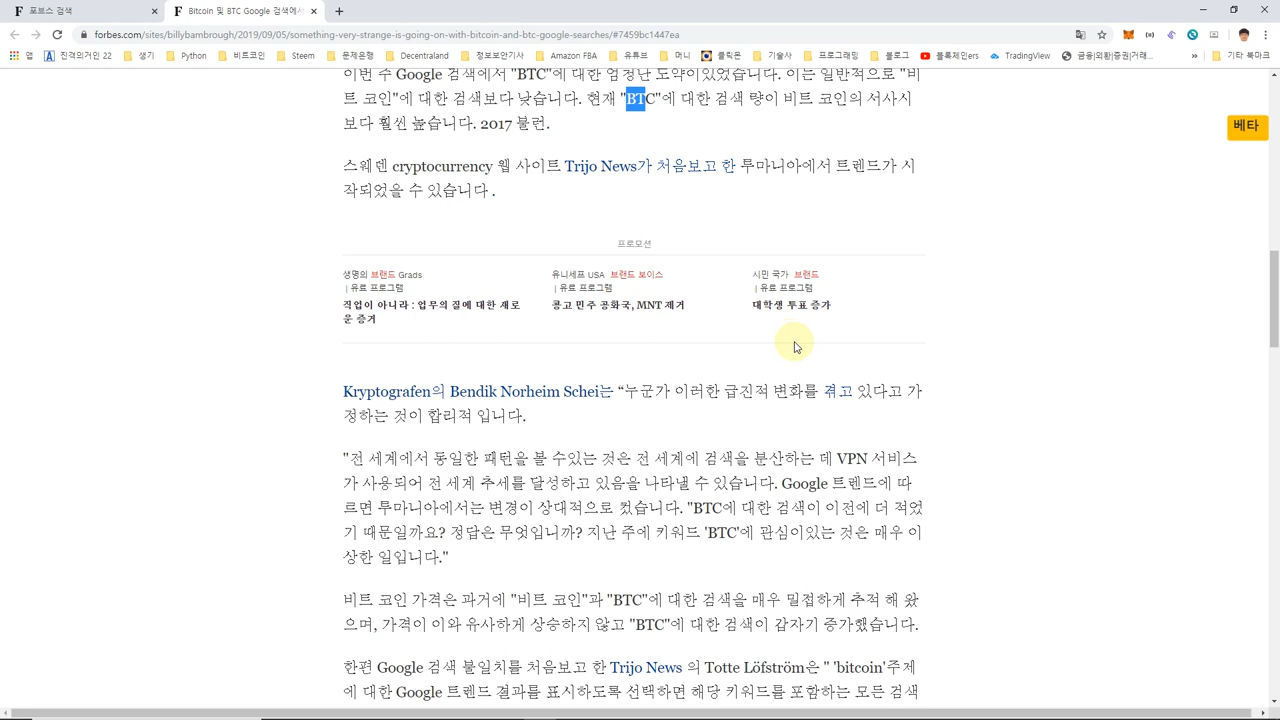 포브스 검색
Bitcoin 및 BTC Google 검색에서
forbes.com/sites/billybambrough/2019/09/05/something-very-strange-is-going-on-with-bitcoin-and-btc-google-searches/#7459bc1447ea
앱 진격의거인 22 생기 Python 비트코인 Steem 문제은행 Decentraland 정보보안기사 Amazon FBA 유튜브 머니 클릭몬 기술사 프로그래밍 블로그 블록체인러스 TradingView 금융|외환|증권|거래... » 기타 북마크
이번 주 Google 검색에서 "BTC"에 대한 엄청난 도약이있었습니다. 이는 일반적으로 "비
트 코인"에 대한 검색보다 낮습니다. 현재 "BTC"에 대한 검색 량이 비트 코인의 서사시
보다 훨씬 높습니다. 2017 불런.
베타
스웨덴 cryptocurrency 웹 사이트 Trijo News가 처음보고 한 루마니아에서 트렌드가 시
작되었을 수 있습니다 .
프로모션
생명의 브랜드 Grads
| 유료 프로그램
직업이 아니라 : 업무의 질에 대한 새로
운 증거
유니세프 USA 브랜드 보이스
| 유료 프로그램
콩고 민주 공화국, MNT 제거
시민 국가 브랜드
| 유료 프로그램
대학생 투표 증가
Kryptografen의 Bendik Norheim Schei는 “누군가 이러한 급진적 변화를 겪고 있다고 가
정하는 것이 합리적 입니다.
"전 세계에서 동일한 패턴을 볼 수있는 것은 전 세계에 검색을 분산하는 데 VPN 서비스
가 사용되어 전 세계 추세를 달성하고 있음을 나타낼 수 있습니다. Google 트렌드에 따
르면 루마니아에서는 변경이 상대적으로 컸습니다. "BTC에 대한 검색이 이전에 더 적었
기 때문일까요? 정답은 무엇입니까? 지난 주에 키워드 'BTC'에 관심이있는 것은 매우 이
상한 일입니다."
비트 코인 가격은 과거에 "비트 코인"과 "BTC"에 대한 검색을 매우 밀접하게 추적 해 왔
으며, 가격이 이와 유사하게 상승하지 않고 "BTC"에 대한 검색이 갑자기 증가했습니다.
한편 Google 검색 불일치를 처음보고 한 Trijo News 의 Totte Löfström은 " 'bitcoin'주제
에 대한 Google 트렌드 결과를 표시하도록 선택하면 해당 키워드를 포함하는 모든 검색